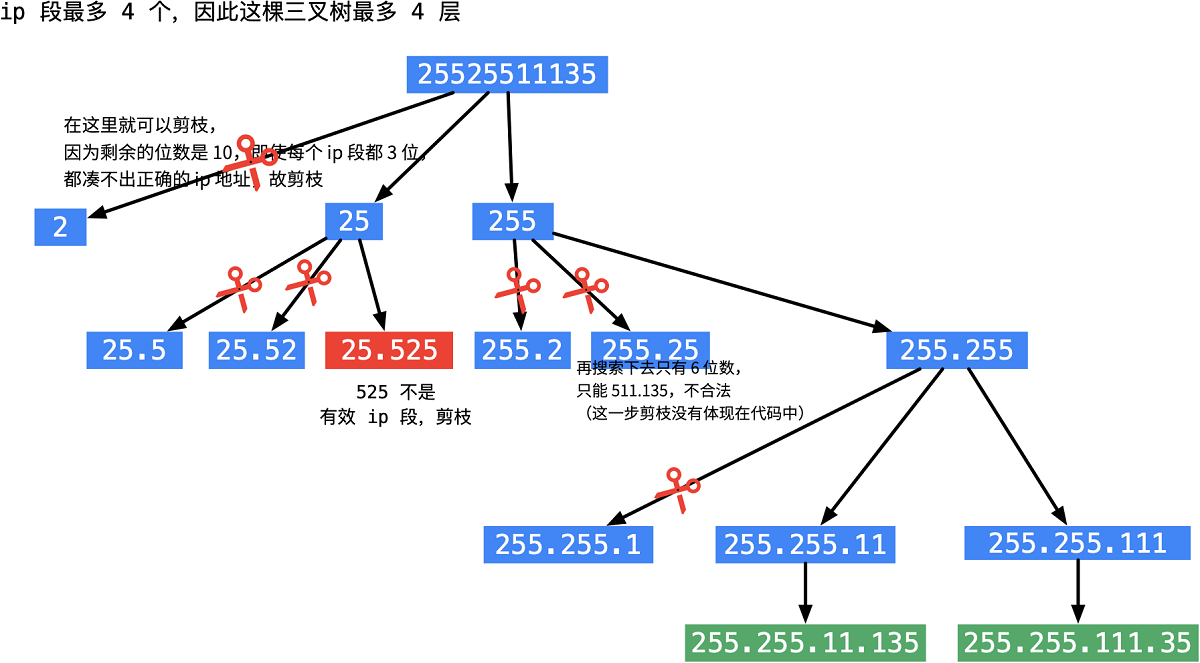 ip 段最多 4 个，因此这棵三叉树最多 4 层
25525511135
在这里就可以剪枝，
因为剩余的位数是 10，即使每个 ip 段都 3 位，
都凑不出正确的 ip 地址，故剪枝
2
25
255
25.5
25.52
25.525
255.2
255.25
255.255
525 不是
有效 ip 段，剪枝
再搜索下去只有 6 位数，
只能 511.135，不合法
（这一步剪枝没有体现在代码中）
255.255.1
255.255.11
255.255.111
255.255.11.135
255.255.111.35